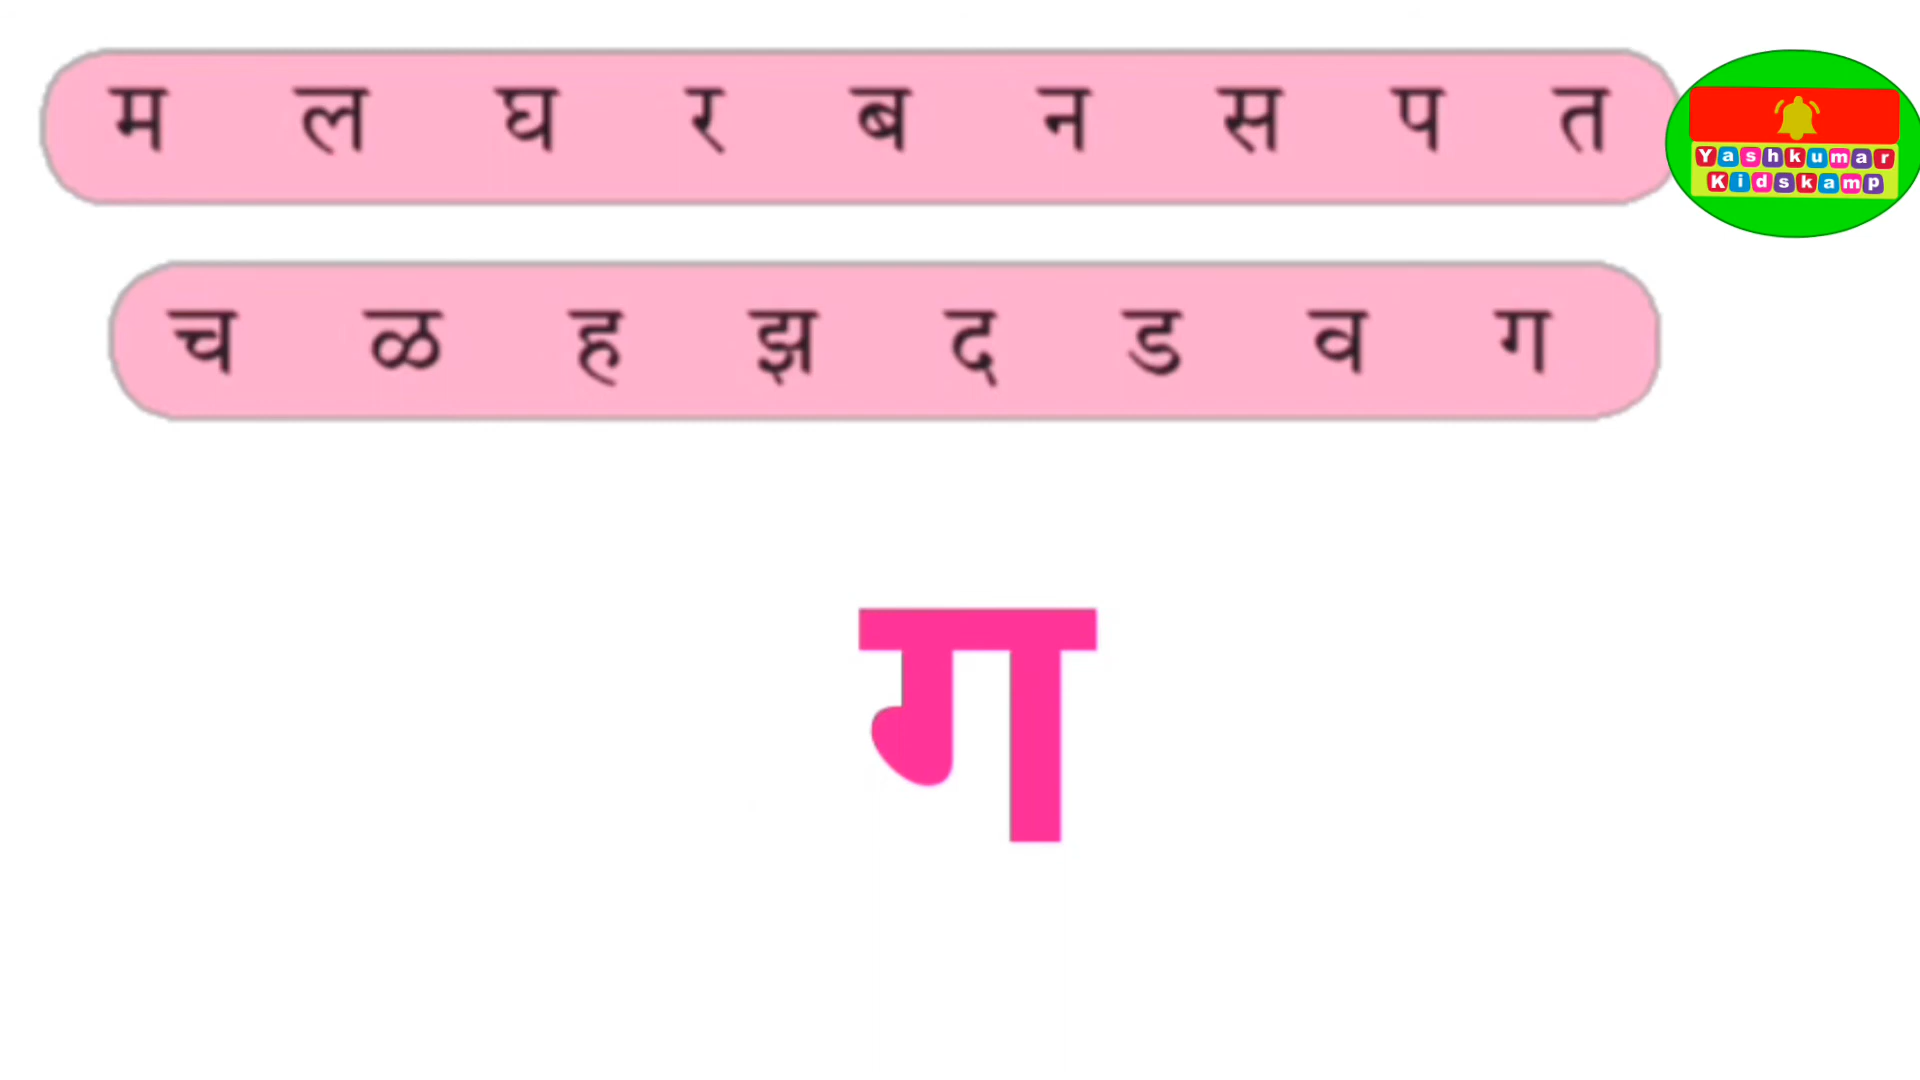 म ल घ र ब न स प त
Yashkumar
Kidskamp
च ळ ह झ द ड व ग
ग